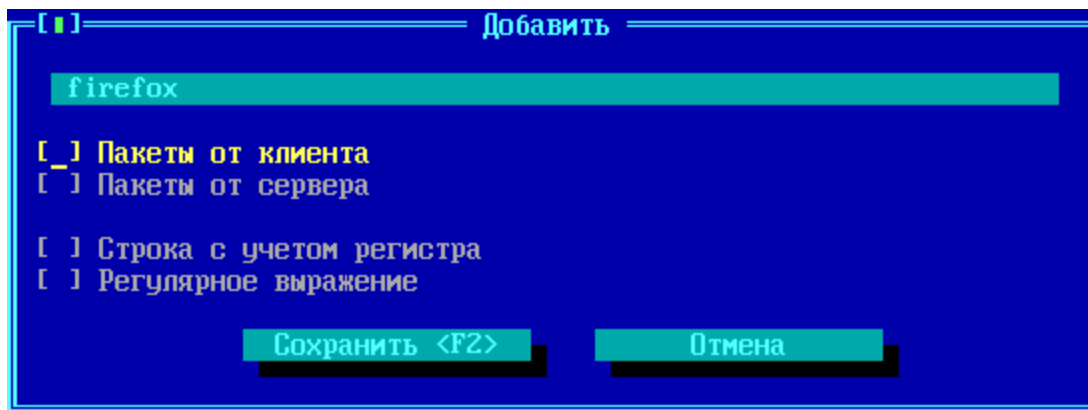 [▮] Добавить
firefox
[_] Пакеты от клиента
[ ] Пакеты от сервера
[ ] Строка с учетом регистра
[ ] Регулярное выражение
Сохранить <F2> Отмена